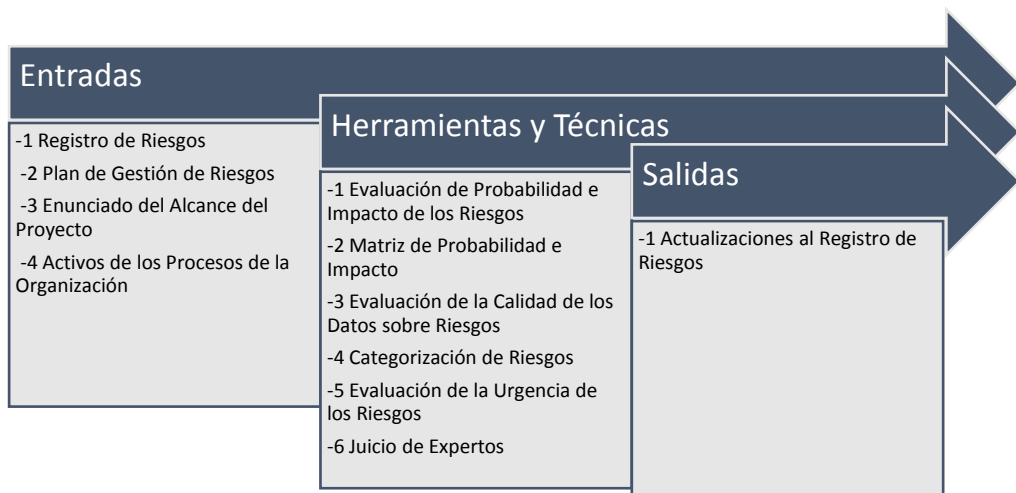 Entradas
-1 Registro de Riesgos
-2 Plan de Gestión de Riesgos
-3 Enunciado del Alcance del
Proyecto
-4 Activos de los Procesos de la
Organización
Herramientas y Técnicas
-1 Evaluación de Probabilidad e
Impacto de los Riesgos
-2 Matriz de Probabilidad e
Impacto
-3 Evaluación de la Calidad de los
Datos sobre Riesgos
-4 Categorización de Riesgos
-5 Evaluación de la Urgencia de
los Riesgos
-6 Juicio de Expertos
Salidas
-1 Actualizaciones al Registro de
Riesgos